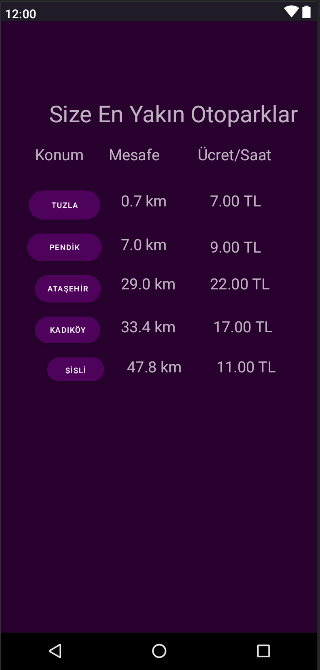 12:00
Size En Yakın Otoparklar
Konum Mesafe Ücret/Saat
TUZLA 0.7 km 7.00 TL
PENDİK 7.0 km 9.00 TL
ATAŞEHİR 29.0 km 22.00 TL
KADIKÖY 33.4 km 17.00 TL
SİSLİ 47.8 km 11.00 TL